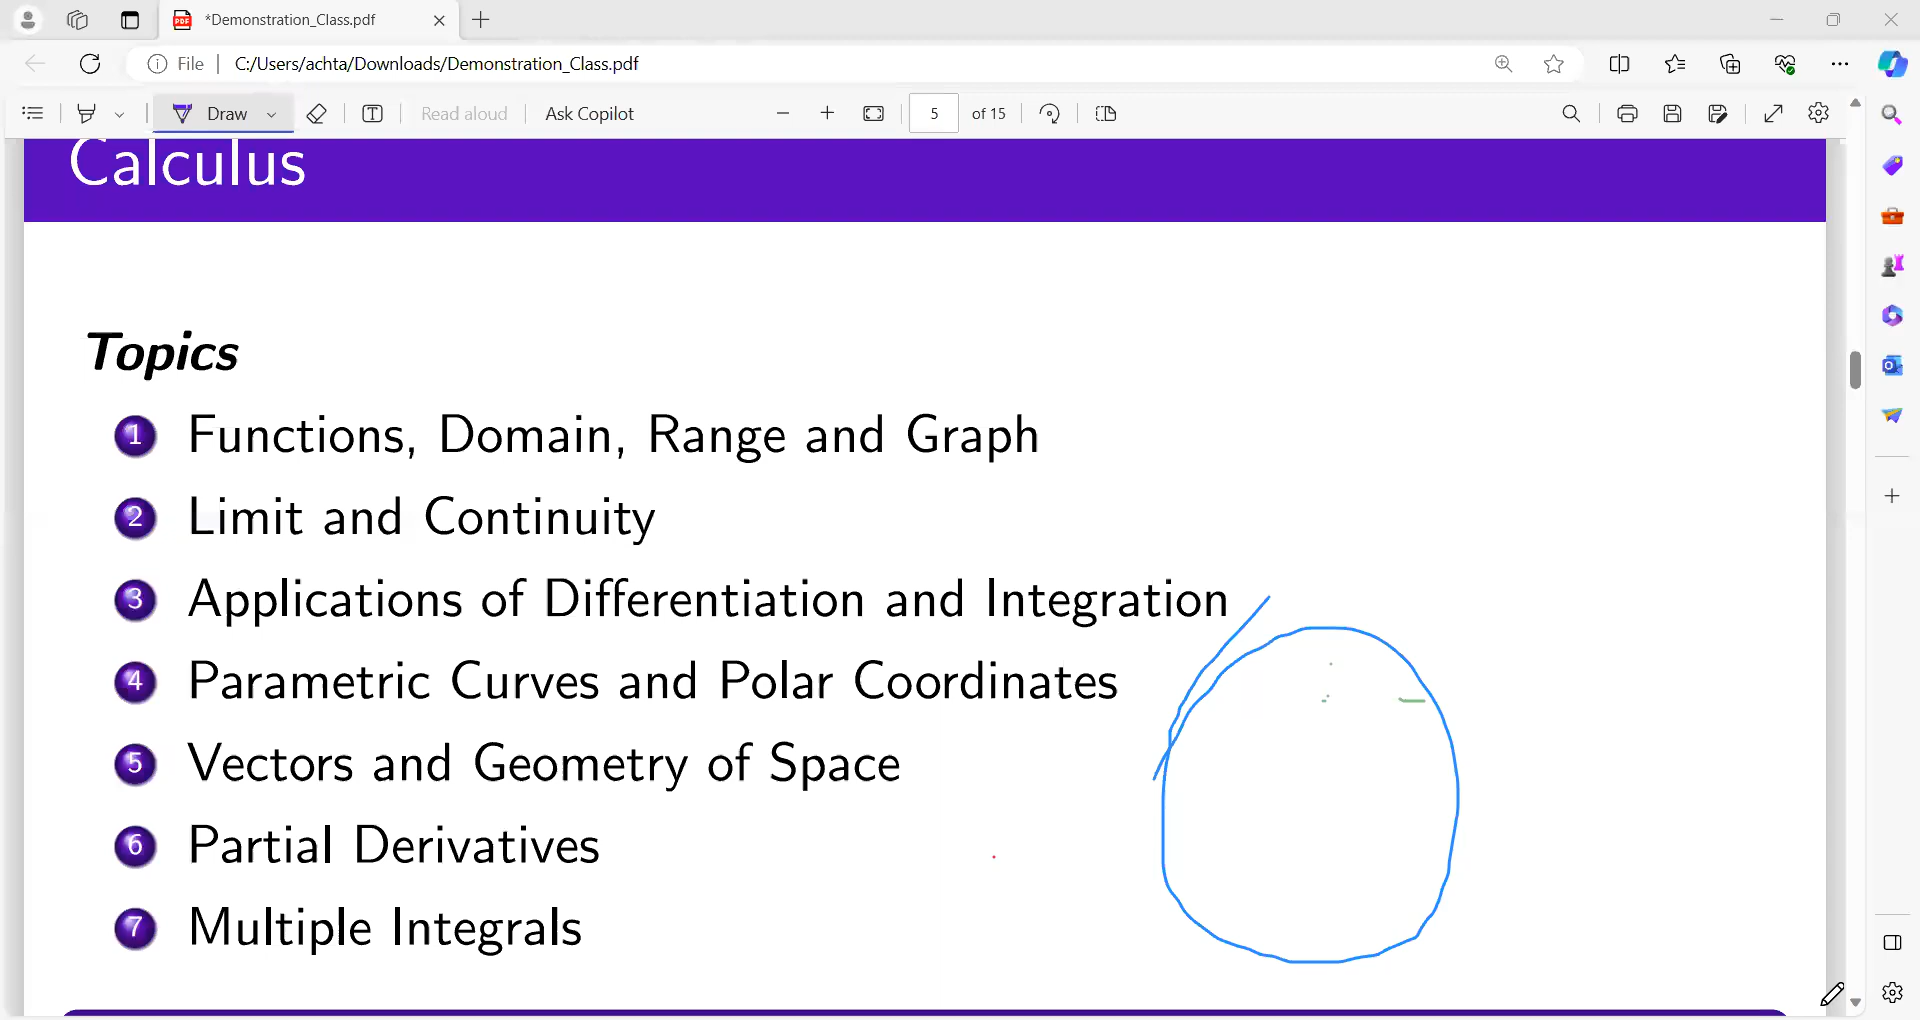 *Demonstration_Class.pdf
File | C:/Users/achta/Downloads/Demonstration_Class.pdf
Draw Read aloud Ask Copilot 5 of 15
Calculus
Topics
1 Functions, Domain, Range and Graph
2 Limit and Continuity
3 Applications of Differentiation and Integration
4 Parametric Curves and Polar Coordinates
5 Vectors and Geometry of Space
6 Partial Derivatives
7 Multiple Integrals